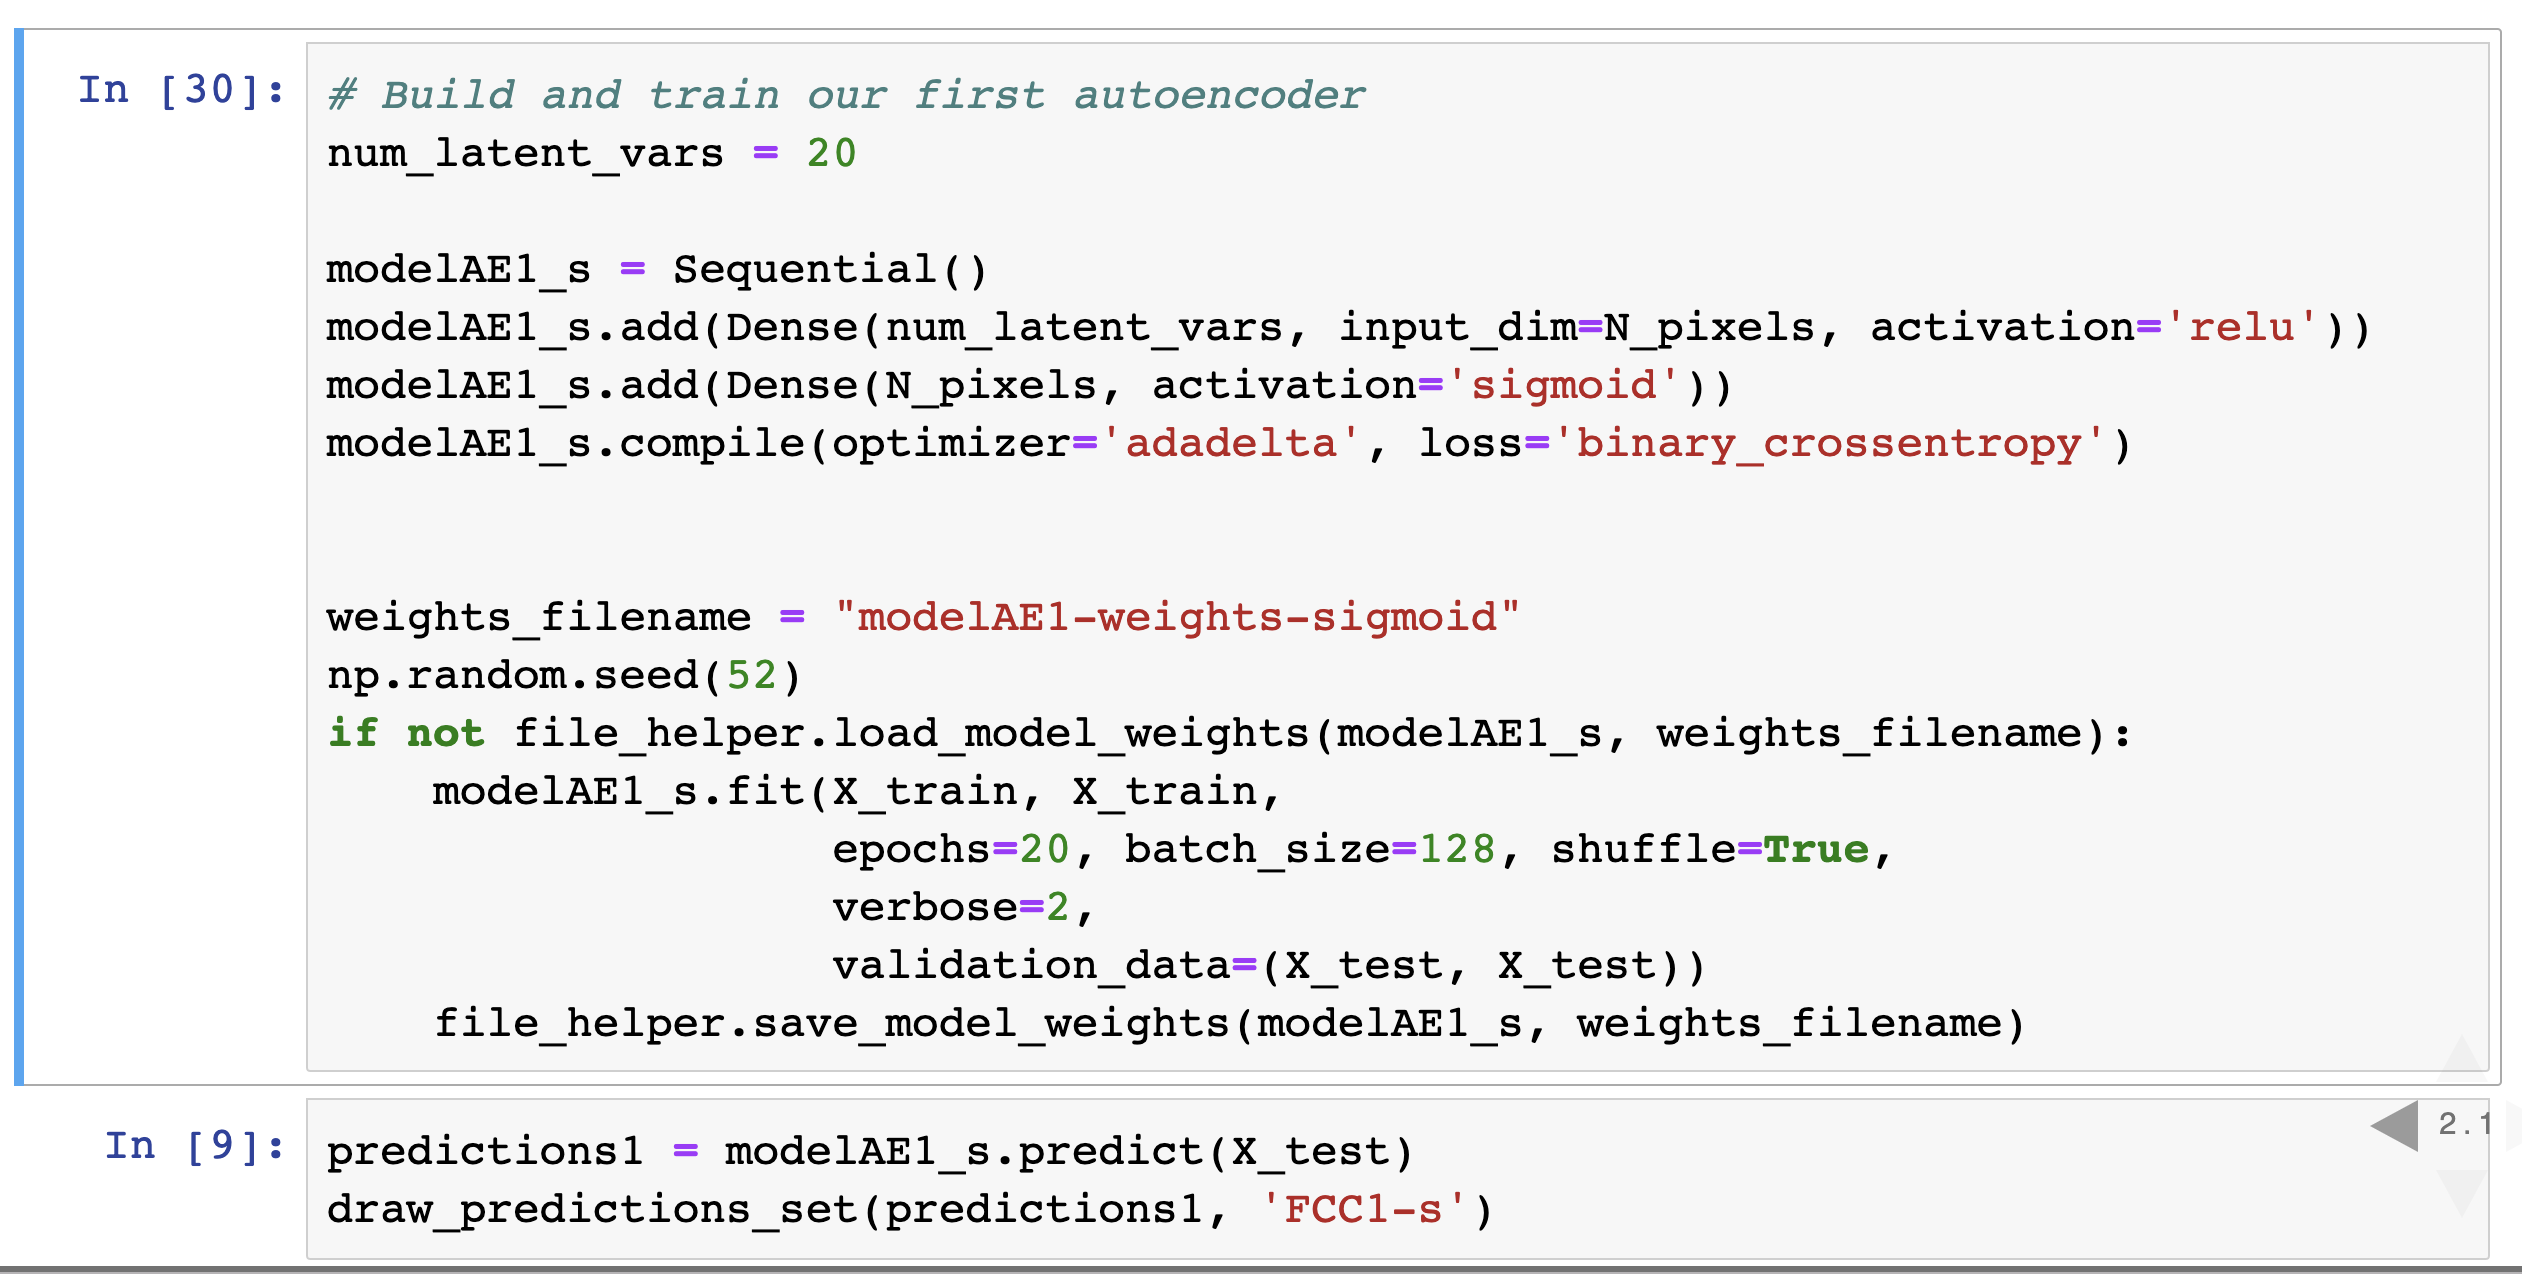 In [30]:
# Build and train our first autoencoder
num_latent_vars = 20

modelAE1_s = Sequential()
modelAE1_s.add(Dense(num_latent_vars, input_dim=N_pixels, activation='relu'))
modelAE1_s.add(Dense(N_pixels, activation='sigmoid'))
modelAE1_s.compile(optimizer='adadelta', loss='binary_crossentropy')

weights_filename = "modelAE1-weights-sigmoid"
np.random.seed(52)
if not file_helper.load_model_weights(modelAE1_s, weights_filename):
    modelAE1_s.fit(X_train, X_train,
                   epochs=20, batch_size=128, shuffle=True,
                   verbose=2,
                   validation_data=(X_test, X_test))
    file_helper.save_model_weights(modelAE1_s, weights_filename)
In [9]:
predictions1 = modelAE1_s.predict(X_test)
draw_predictions_set(predictions1, 'FCC1-s')
2.1